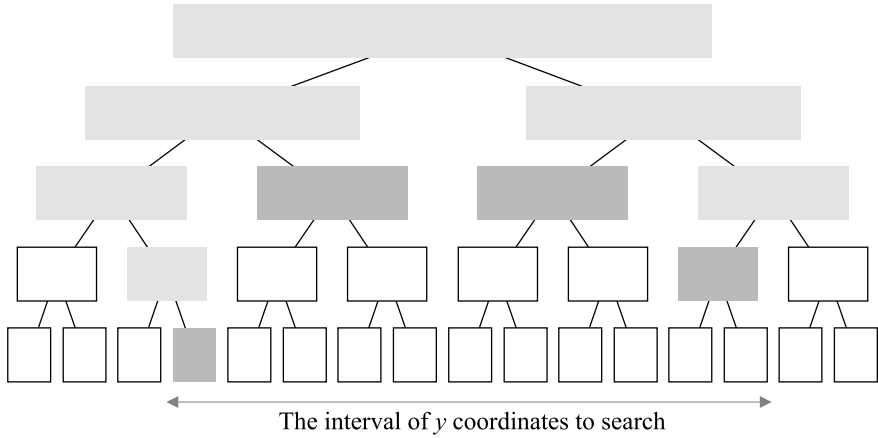 The interval of y coordinates to search